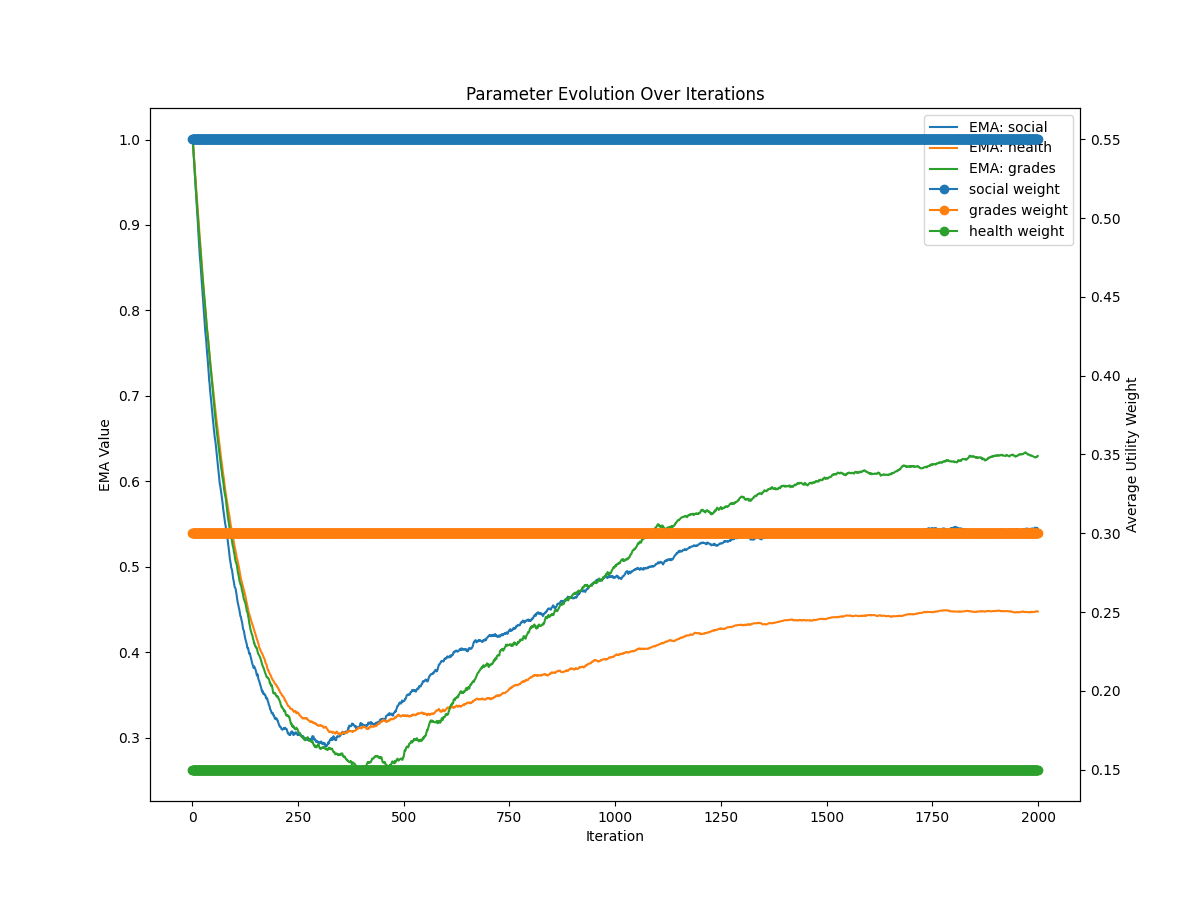 Parameter Evolution Over Iterations
EMA: social
EMA: health
EMA: grades
social weight
grades weight
health weight
1.0
0.9
0.8
0.7
0.6
0.5
0.4
0.3
EMA Value
0.55
0.50
0.45
0.40
0.35
0.30
0.25
0.20
0.15
Average Utility Weight
0 250 500 750 1000 1250 1500 1750 2000
Iteration